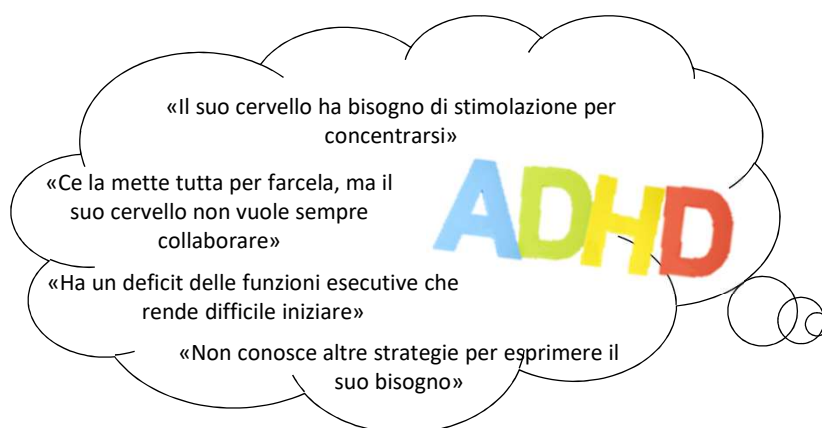 «Il suo cervello ha bisogno di stimolazione per
concentrarsi»
«Ce la mette tutta per farcela, ma il
suo cervello non vuole sempre
collaborare»
ADHD
«Ha un deficit delle funzioni esecutive che
rende difficile iniziare»
«Non conosce altre strategie per esprimere il
suo bisogno»